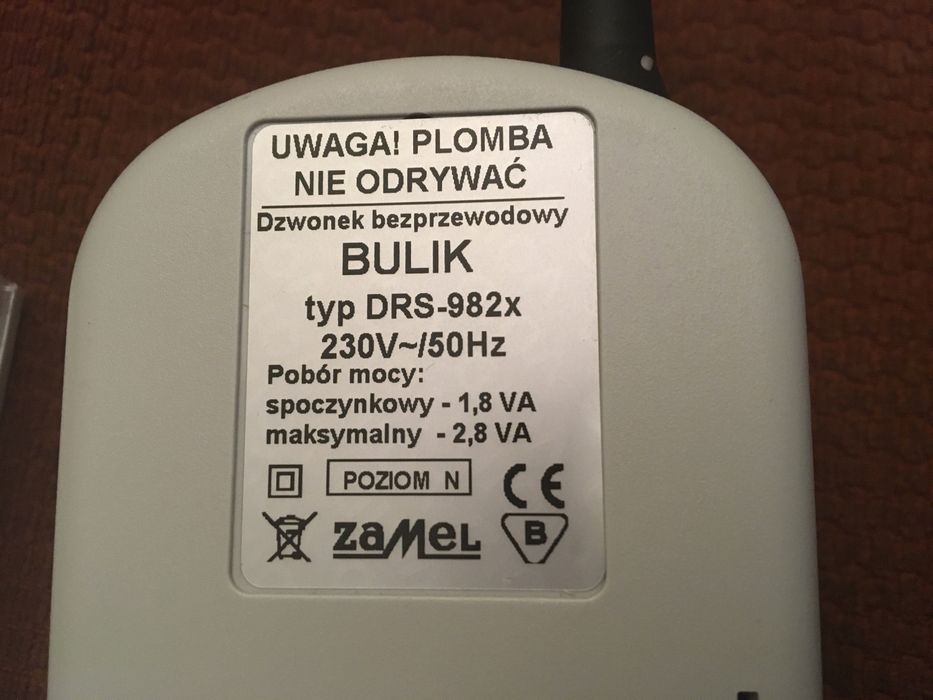 UWAGA! PLOMBA
NIE ODRYWAĆ
Dzwonek bezprzewodowy
BULIK
typ DRS-982x
230V~/50Hz
Pobór mocy:
spoczynkowy - 1,8 VA
maksymalny - 2,8 VA
POZIOM N
CE
zaMeL
B